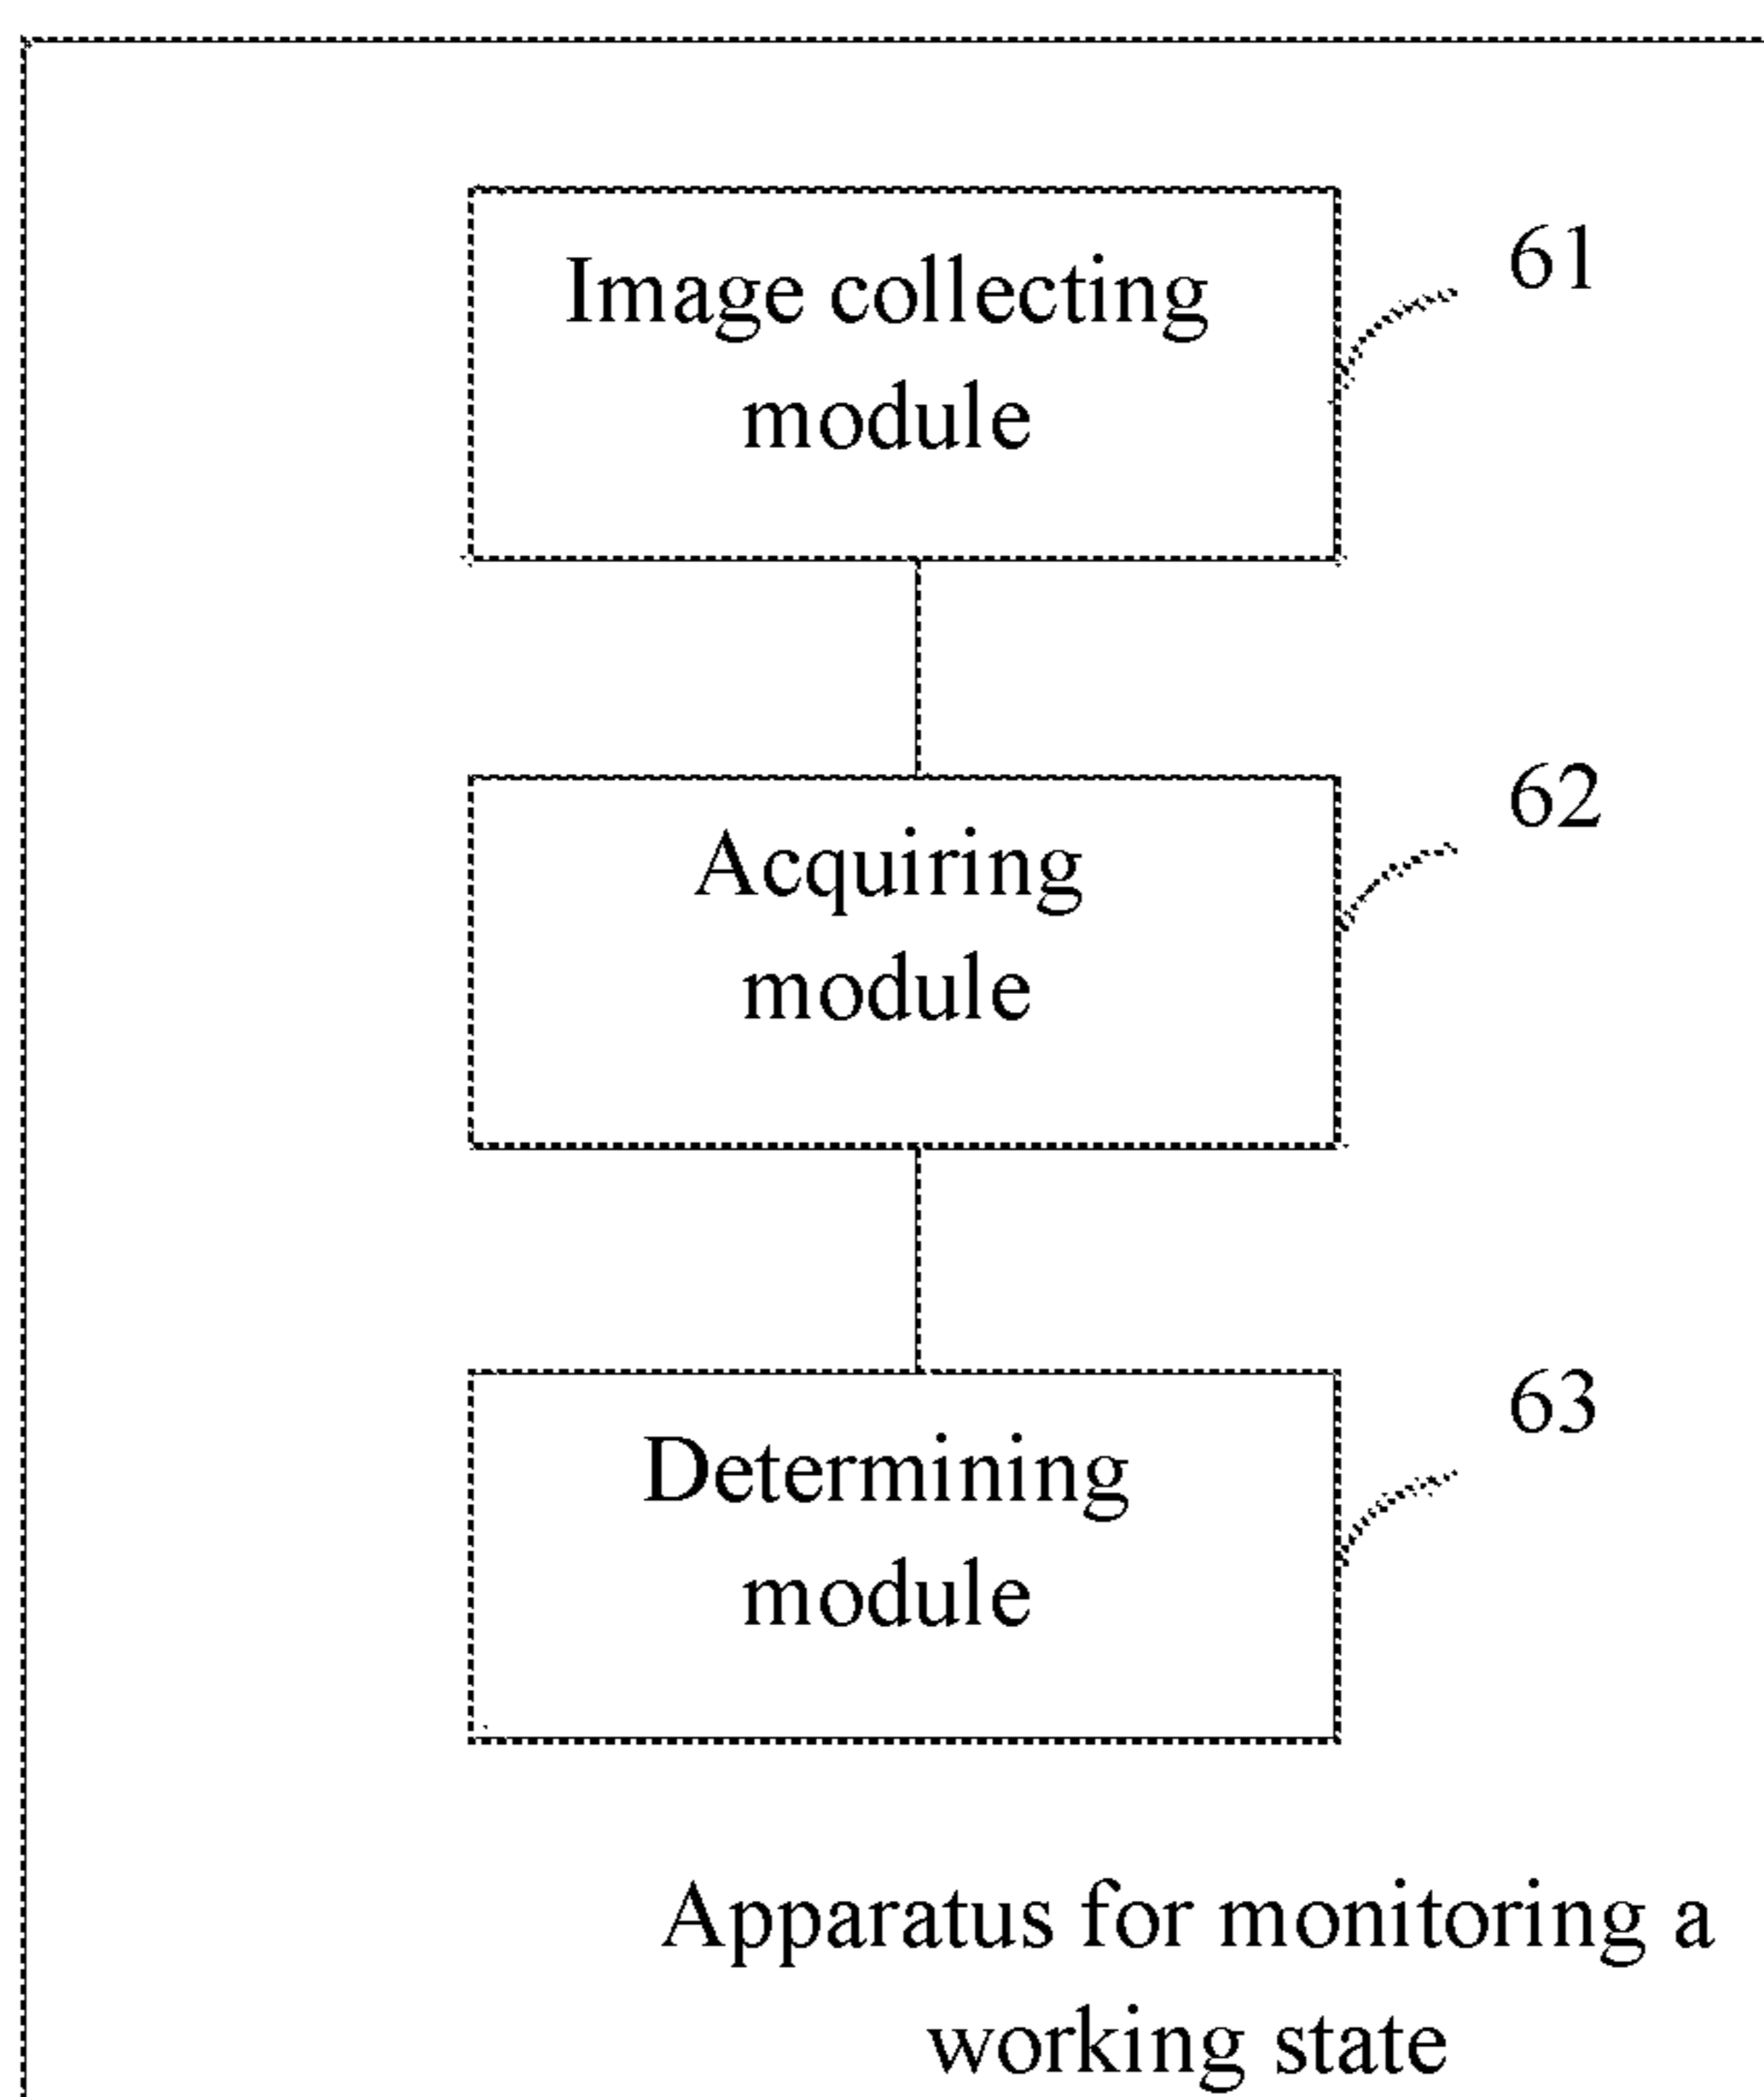 Image collecting
module
61
Acquiring
module
62
Determining
module
63
Apparatus for monitoring a
working state